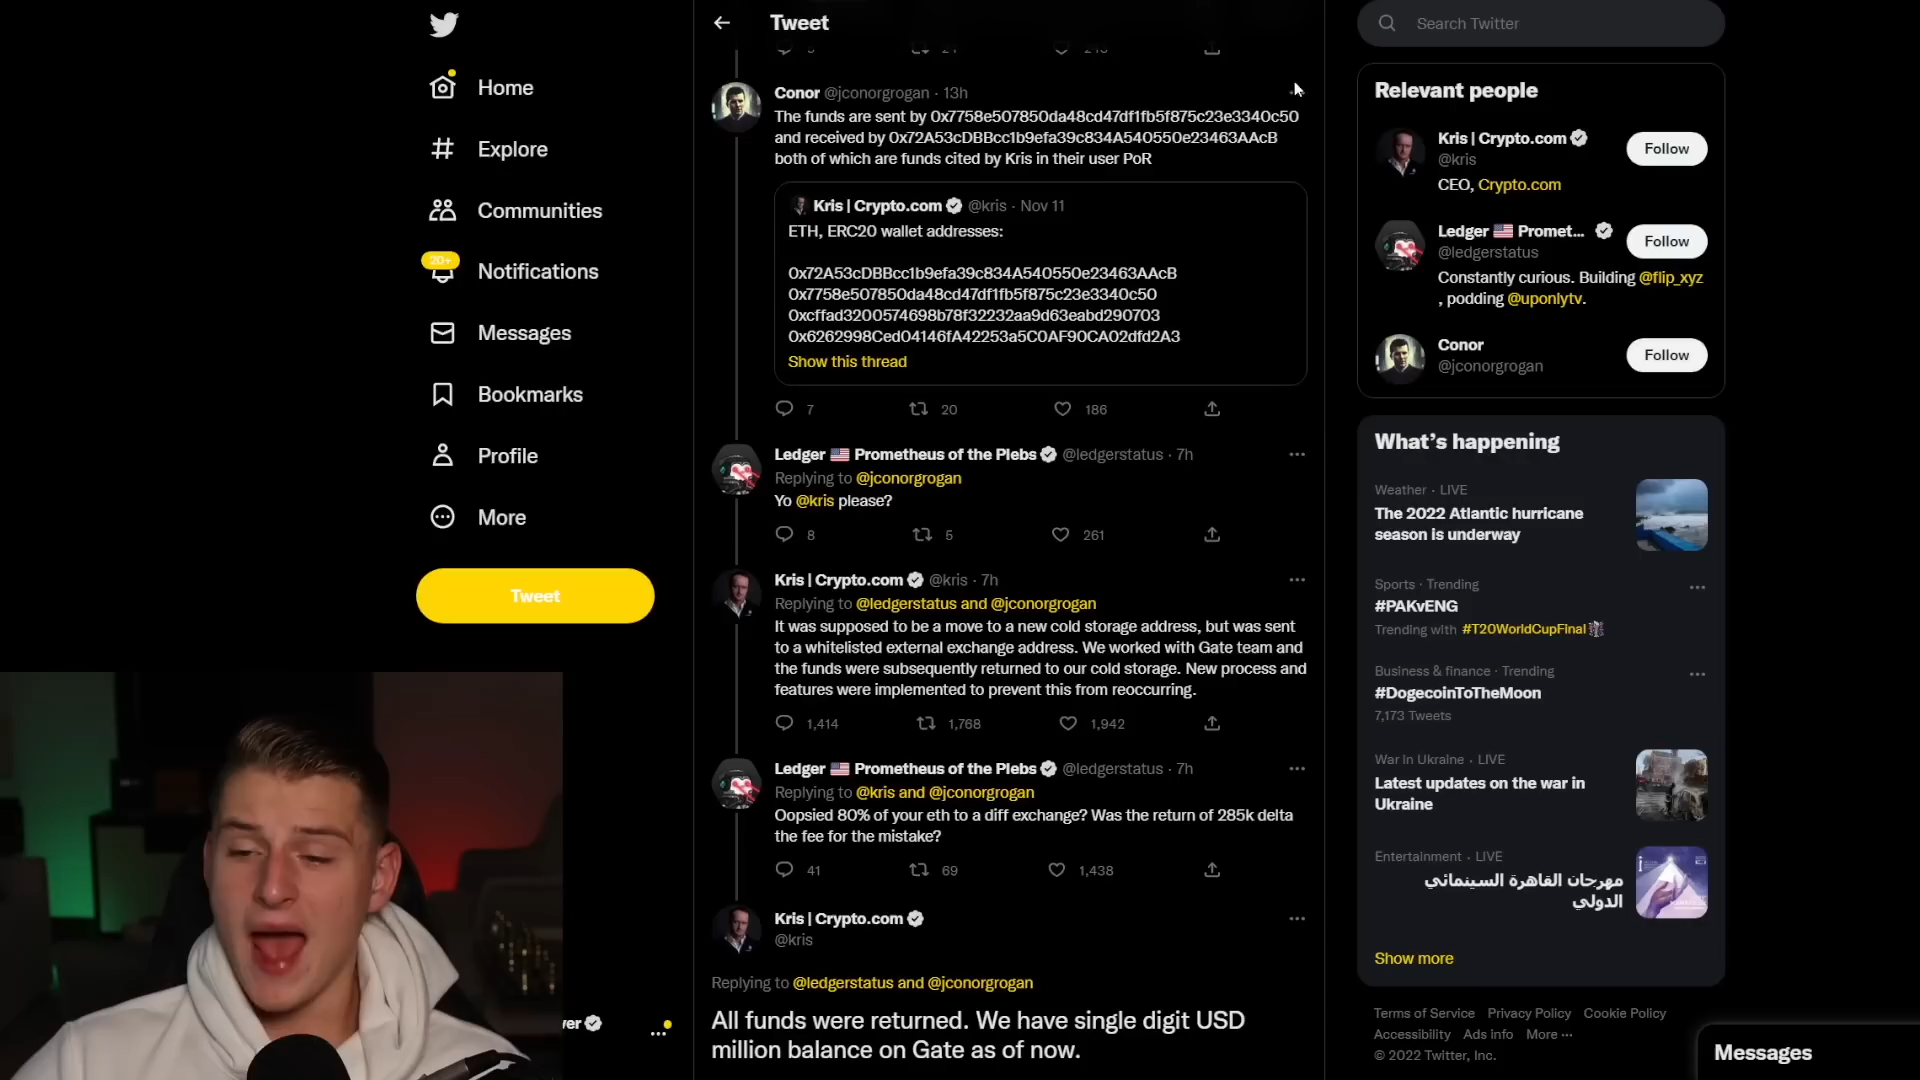 Home
Explore
Communities
20+
Notifications
Messages
Bookmarks
Profile
More
Tweet
ver
Tweet
Conor @jconorgrogan · 13h
The funds are sent by 0x7758e507850da48cd47df1fb5f875c23e3340c50
and received by 0x72A53cDBBcc1b9efa39c834A540550e23463AAcB
both of which are funds cited by Kris in their user PoR
Kris | Crypto.com @kris · Nov 11
ETH, ERC20 wallet addresses:
0x72A53cDBBcc1b9efa39c834A540550e23463AAcB
0x7758e507850da48cd47df1fb5f875c23e3340c50
0xcffad3200574698b78f32232aa9d63eabd290703
0x6262998Ced04146fA42253a5C0AF90CA02dfd2A3
Show this thread
7 20 186
Ledger 🇺🇸 Prometheus of the Plebs @ledgerstatus · 7h
Replying to @jconorgrogan
Yo @kris please?
8 5 261
Kris | Crypto.com @kris · 7h
Replying to @ledgerstatus and @jconorgrogan
It was supposed to be a move to a new cold storage address, but was sent
to a whitelisted external exchange address. We worked with Gate team and
the funds were subsequently returned to our cold storage. New process and
features were implemented to prevent this from reoccurring.
1,414 1,768 1,942
Ledger 🇺🇸 Prometheus of the Plebs @ledgerstatus · 7h
Replying to @kris and @jconorgrogan
Oopsied 80% of your eth to a diff exchange? Was the return of 285k delta
the fee for the mistake?
41 69 1,438
Kris | Crypto.com
@kris
Replying to @ledgerstatus and @jconorgrogan
All funds were returned. We have single digit USD
million balance on Gate as of now.
Search Twitter
Relevant people
Kris | Crypto.com
@kris
Follow
CEO, Crypto.com
Ledger 🇺🇸 Promet...
@ledgerstatus
Follow
Constantly curious. Building @flip_xyz
, podding @uponlytv.
Conor
@jconorgrogan
Follow
What's happening
Weather · LIVE
The 2022 Atlantic hurricane
season is underway
Sports · Trending
#PAKvENG
Trending with #T20WorldCupFinal
Business & finance · Trending
#DogecoinToTheMoon
7,173 Tweets
War in Ukraine · LIVE
Latest updates on the war in
Ukraine
Entertainment · LIVE
مهرجان القاهرة السينمائي
الدولي
Show more
Terms of Service Privacy Policy Cookie Policy
Accessibility Ads info More ···
© 2022 Twitter, Inc.
Messages